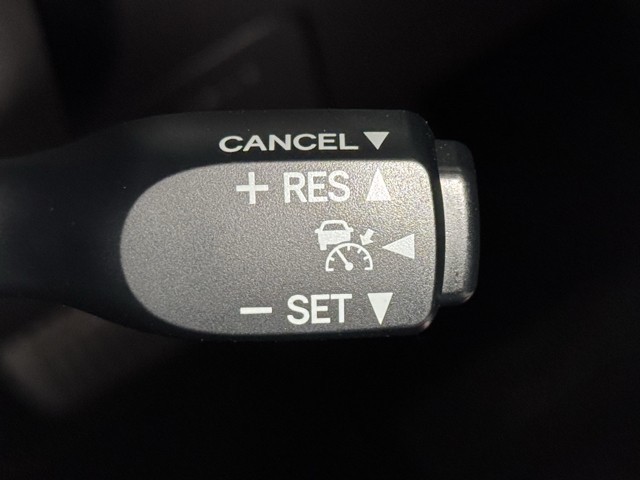 CANCEL ▼
+ RES ▲
◀
− SET ▼